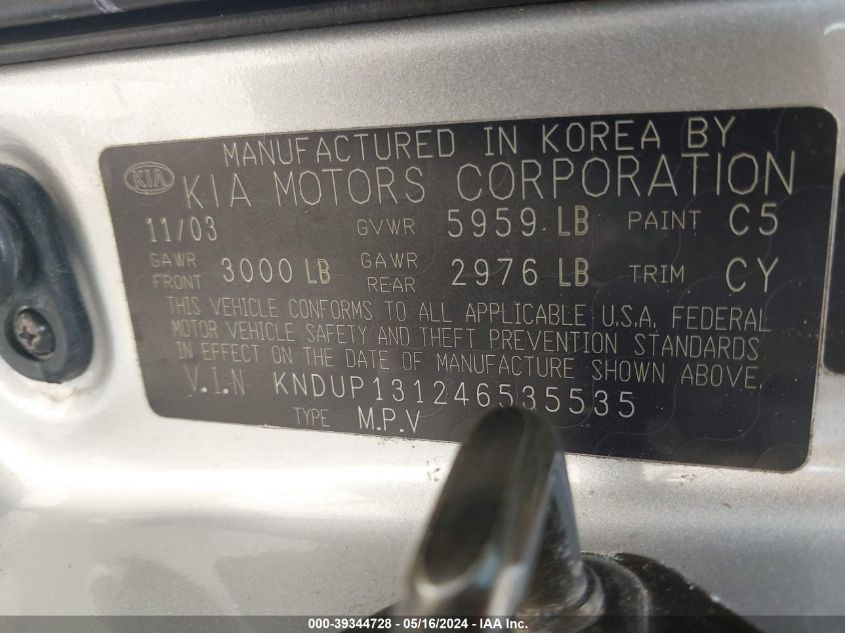 MANUFACTURED IN KOREA BY
KIA KIA MOTORS CORPORATION
11/03 GVWR 5959 LB PAINT C5
GAWR FRONT 3000 LB GAWR REAR 2976 LB TRIM CY
THIS VEHICLE CONFORMS TO ALL APPLICABLE U.S.A. FEDERAL
MOTOR VEHICLE SAFETY AND THEFT PREVENTION STANDARDS
IN EFFECT ON THE DATE OF MANUFACTURE SHOWN ABOVE.
V.I.N KNDUP131246535535
TYPE M.P.V
000-39344728 - 05/16/2024 - IAA Inc.